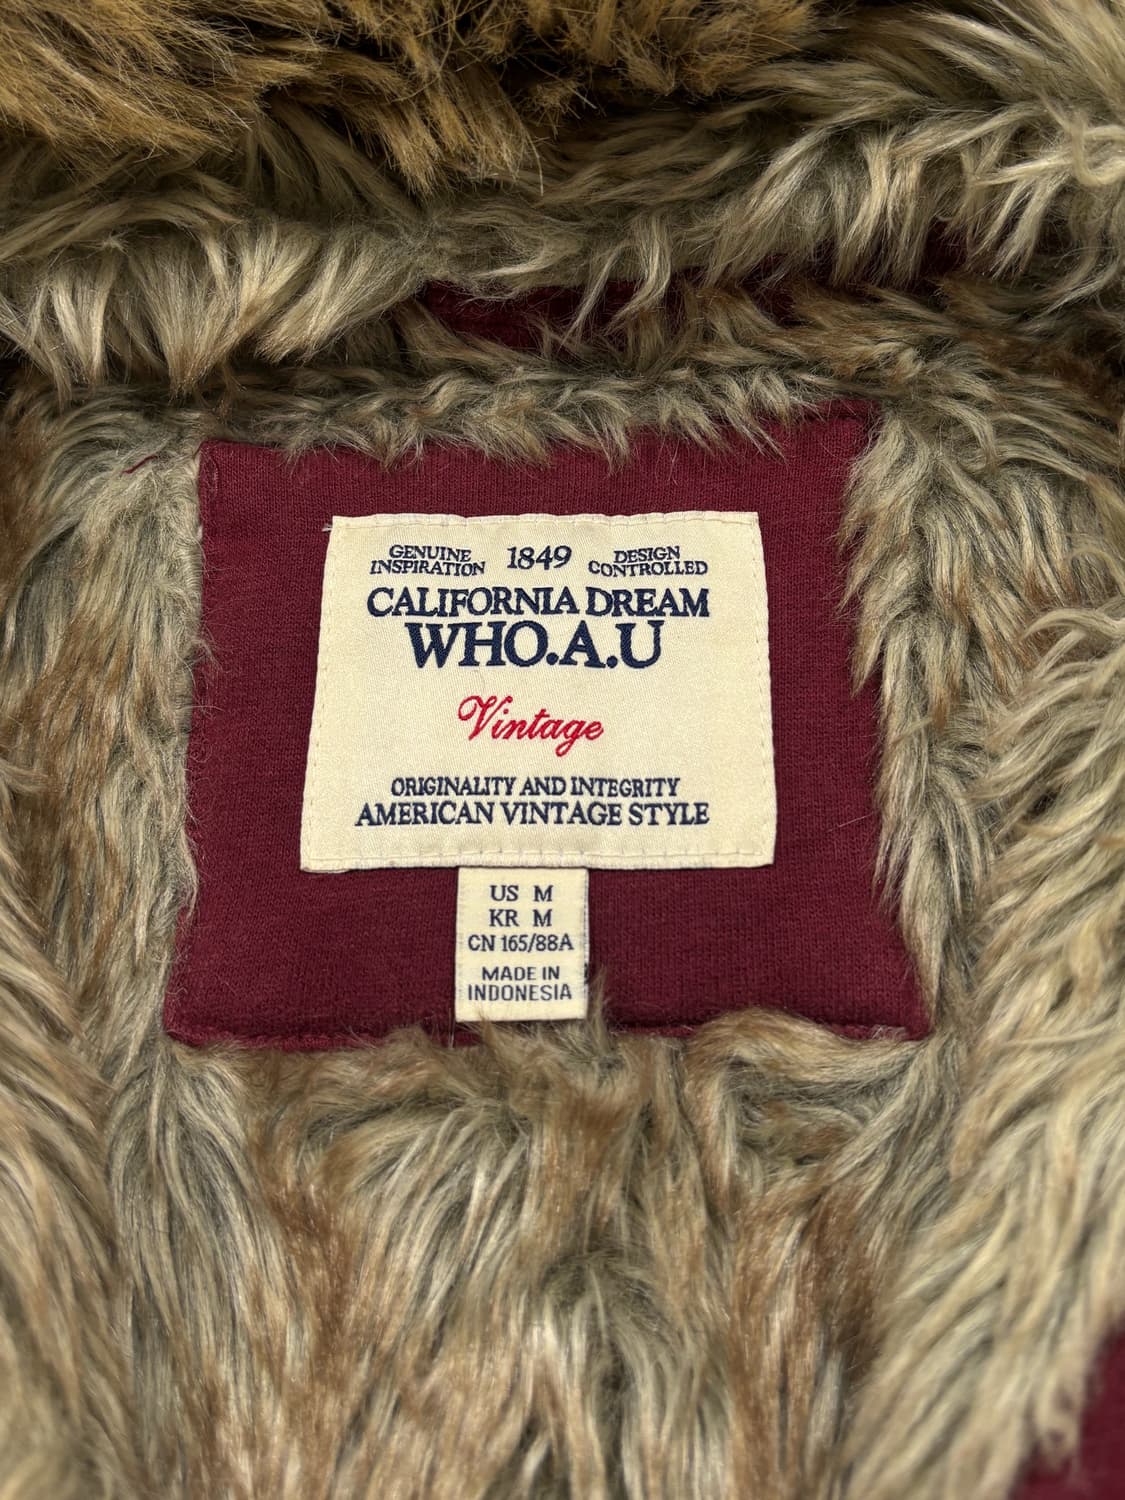 GENUINE INSPIRATION 1849 DESIGN CONTROLLED
CALIFORNIA DREAM
WHO.A.U
Vintage
ORIGINALITY AND INTEGRITY
AMERICAN VINTAGE STYLE
US M
KR M
CN 165/88A
MADE IN
INDONESIA